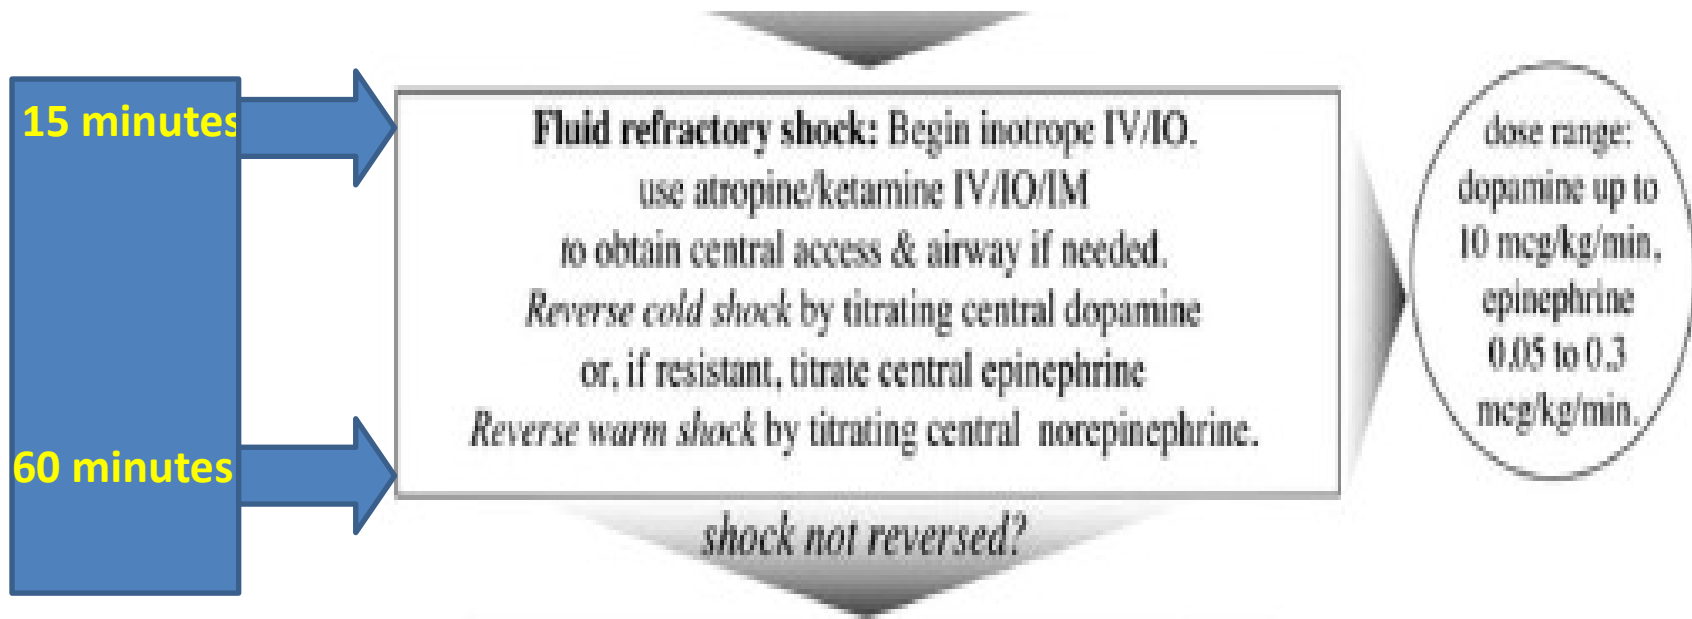 15 minutes
60 minutes
Fluid refractory shock: Begin inotrope IV/IO.
use atropine/ketamine IV/IO/IM
to obtain central access & airway if needed.
Reverse cold shock by titrating central dopamine
or, if resistant, titrate central epinephrine
Reverse warm shock by titrating central norepinephrine.
shock not reversed?
dose range:
dopamine up to
10 mcg/kg/min,
epinephrine
0.05 to 0.3
mcg/kg/min.